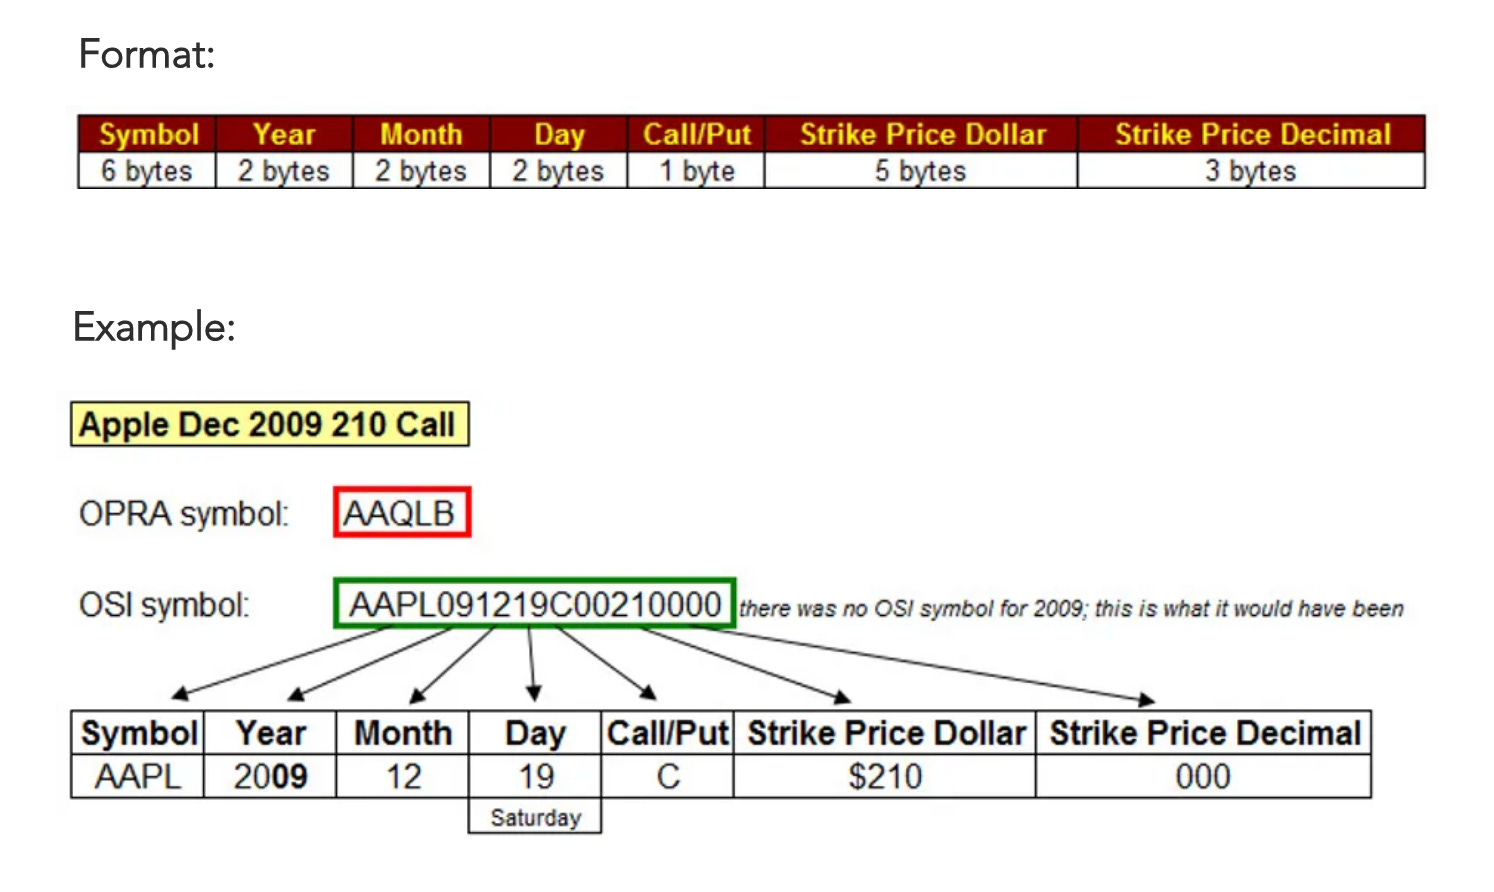 Format:
Symbol Year Month Day Call/Put Strike Price Dollar Strike Price Decimal
6 bytes 2 bytes 2 bytes 2 bytes 1 byte 5 bytes 3 bytes
Example:
Apple Dec 2009 210 Call
OPRA symbol: AAQLB
OSI symbol: AAPL091219C00210000 there was no OSI symbol for 2009; this is what it would have been
Symbol Year Month Day Call/Put Strike Price Dollar Strike Price Decimal
AAPL 2009 12 19 C $210 000
Saturday